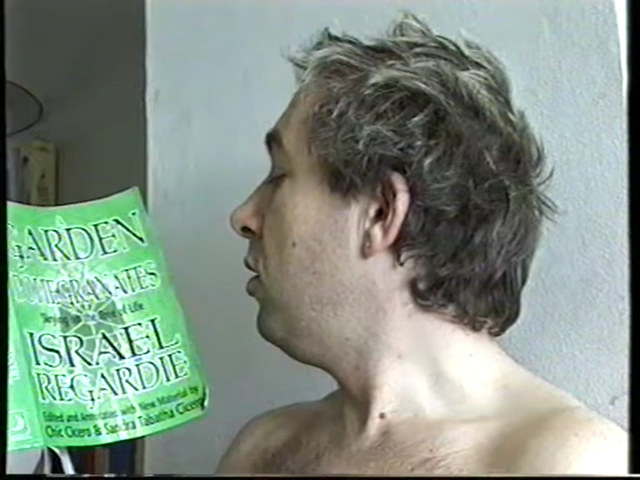 GARDEN
POMEGRANATES
ISRAEL
REGARDIE
Edited and Annotated with New Material by
Chic Cicero & Sandra Tabatha Cicero